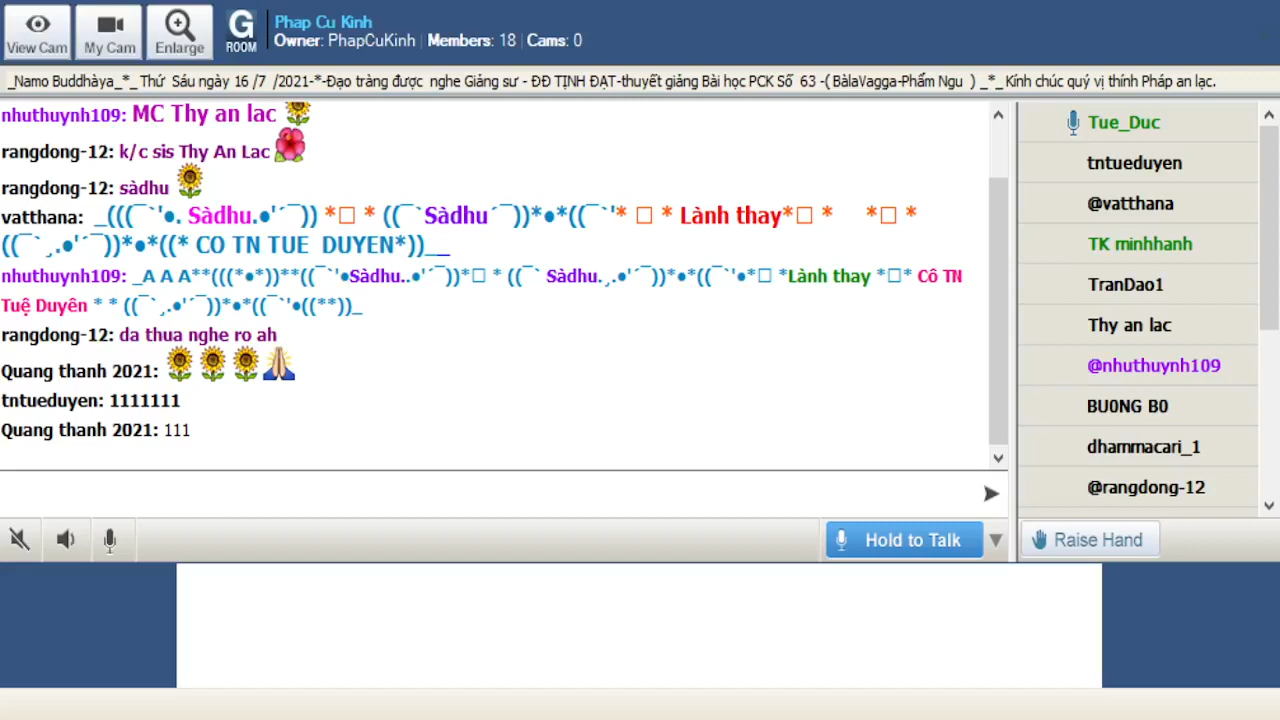 View Cam
My Cam
Enlarge
G
ROOM
Phap Cu Kinh
Owner: PhapCuKinh | Members: 18 | Cams: 0
_Namo Buddhàya_*_ Thứ Sáu ngày 16 /7 /2021-*-Đạo tràng được nghe Giảng sư - ĐĐ TỊNH ĐẠT-thuyết giảng Bài học PCK Số 63 -( BàlaVagga-Phẩm Ngu ) _*_ Kính chúc quý vị thính Pháp an lạc.
nhuthuynh109: MC Thy an lac
rangdong-12: k/c sis Thy An Lac
rangdong-12: sàdhu
vatthana: _(((¯`'●. Sàdhu.●'´¯)) *□ * ((¯`Sàdhu´¯))*●*((¯`'* □ * Lành thay*□ * *□ *
((¯`¸.●'´¯))*●*((* CO TN TUE DUYEN*))__
nhuthuynh109: _A A A**(((*●*))**((¯`'●Sàdhu..●'´¯))*□ * ((¯` Sàdhu.¸.●'´¯))*●*((¯`'●*□ *Lành thay *□* Cô TN
Tuệ Duyên * * ((¯`¸.●'´¯))*●*((¯`'●((**))_
rangdong-12: da thua nghe ro ah
Quang thanh 2021:
tntueduyen: 1111111
Quang thanh 2021: 111
Hold to Talk
Tue_Duc
tntueduyen
@vatthana
TK minhhanh
TranDao1
Thy an lac
@nhuthuynh109
BU0NG B0
dhammacari_1
@rangdong-12
Raise Hand